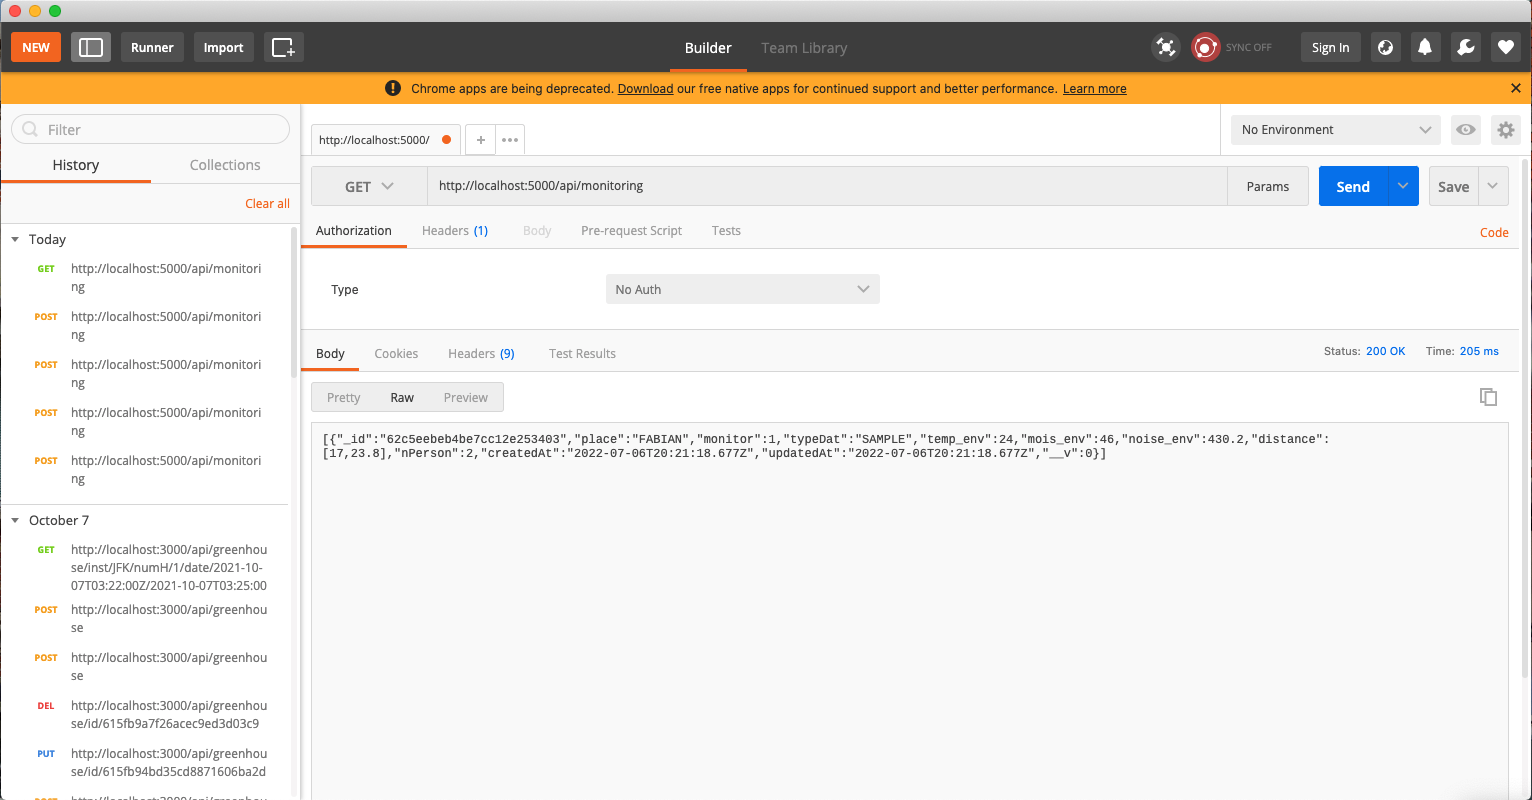 NEW Runner Import Builder Team Library SYNC OFF Sign In
Chrome apps are being deprecated. Download our free native apps for continued support and better performance. Learn more
Filter
History Collections
Clear all
Today
GET http://localhost:5000/api/monitori
ng
POST http://localhost:5000/api/monitori
ng
POST http://localhost:5000/api/monitori
ng
POST http://localhost:5000/api/monitori
ng
POST http://localhost:5000/api/monitori
ng
October 7
GET http://localhost:3000/api/greenhou
se/inst/JFK/numH/1/date/2021-10-
07T03:22:00Z/2021-10-07T03:25:00
POST http://localhost:3000/api/greenhou
se
POST http://localhost:3000/api/greenhou
se
DEL http://localhost:3000/api/greenhou
se/id/615fb9a7f26acec9ed3d03c9
PUT http://localhost:3000/api/greenhou
se/id/615fb94bd35cd8871606ba2d
POST http://localhost:3000/api/greenhou
http://localhost:5000/ No Environment
GET http://localhost:5000/api/monitoring Params Send Save
Authorization Headers (1) Body Pre-request Script Tests Code
Type No Auth
Body Cookies Headers (9) Test Results Status: 200 OK Time: 205 ms
Pretty Raw Preview
[{"_id":"62c5eebeb4be7cc12e253403","place":"FABIAN","monitor":1,"typeDat":"SAMPLE","temp_env":24,"mois_env":46,"noise_env":430.2,"distance":
[17,23.8],"nPerson":2,"createdAt":"2022-07-06T20:21:18.677Z","updatedAt":"2022-07-06T20:21:18.677Z","__v":0}]